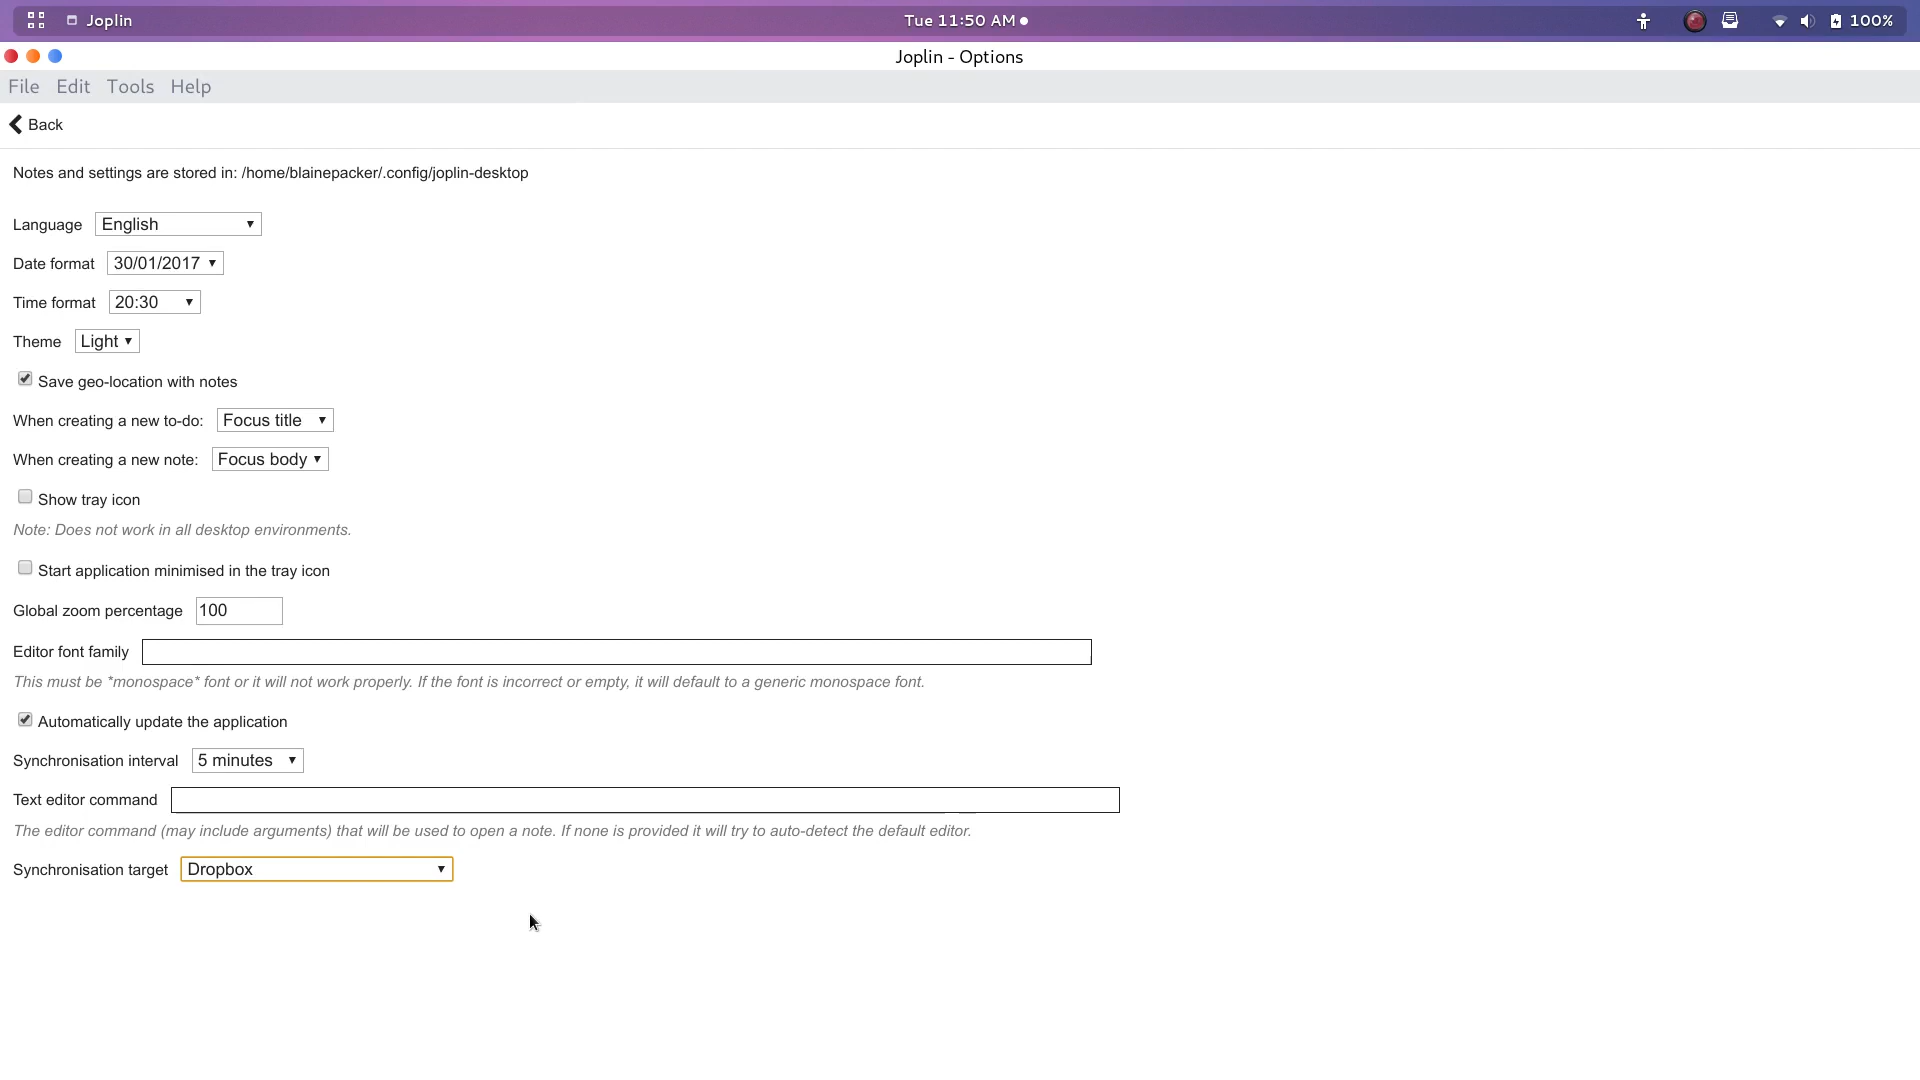 Joplin
Tue 11:50 AM
100%
Joplin - Options
File Edit Tools Help
Back
Notes and settings are stored in: /home/blainepacker/.config/joplin-desktop
Language English
Date format 30/01/2017
Time format 20:30
Theme Light
Save geo-location with notes
When creating a new to-do: Focus title
When creating a new note: Focus body
Show tray icon
Note: Does not work in all desktop environments.
Start application minimised in the tray icon
Global zoom percentage 100
Editor font family
This must be *monospace* font or it will not work properly. If the font is incorrect or empty, it will default to a generic monospace font.
Automatically update the application
Synchronisation interval 5 minutes
Text editor command
The editor command (may include arguments) that will be used to open a note. If none is provided it will try to auto-detect the default editor.
Synchronisation target Dropbox